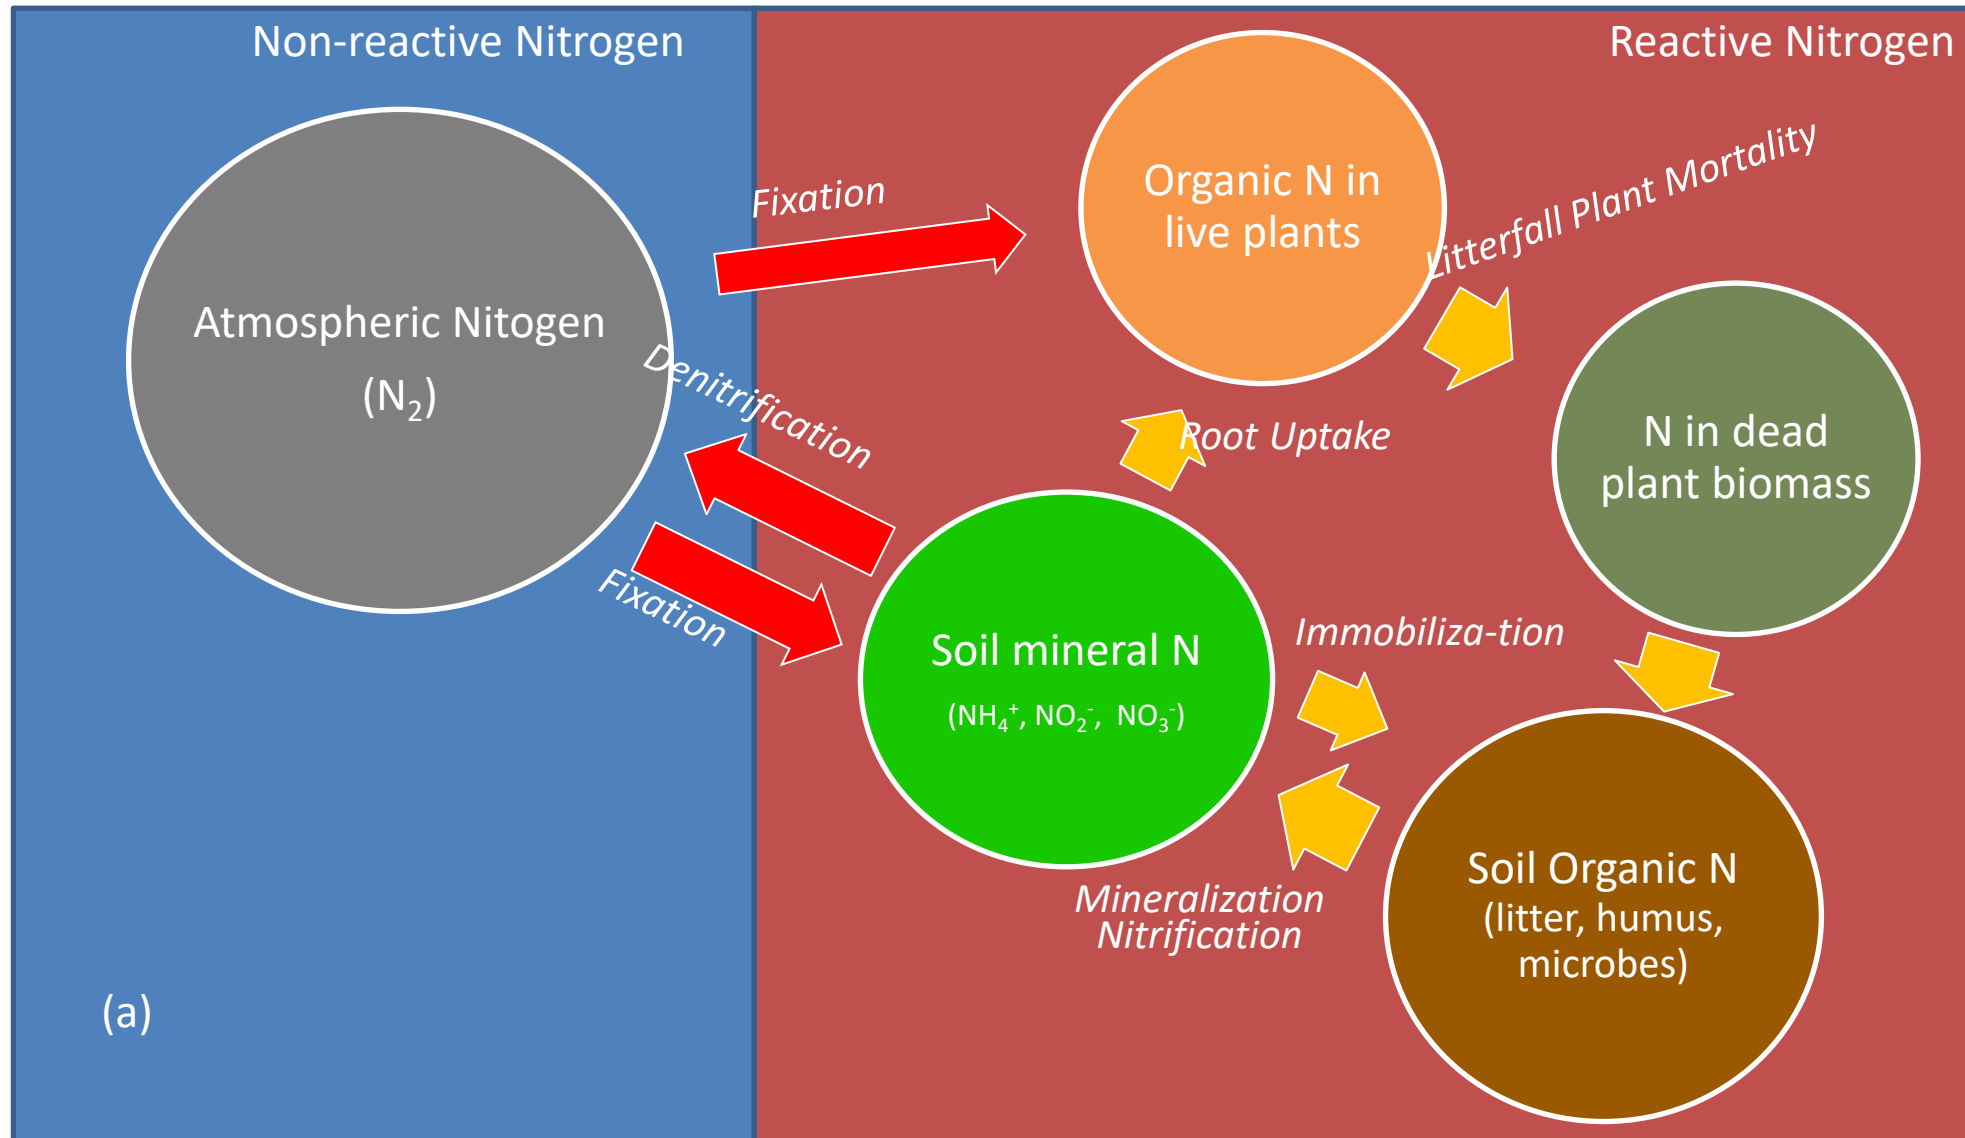 Non-reactive Nitrogen
Reactive Nitrogen
Organic N in
live plants
Fixation
Litterfall Plant Mortality
Atmospheric Nitogen
(N₂)
Denitrification
Root Uptake
N in dead
plant biomass
Fixation
Soil mineral N
(NH₄⁺, NO₂⁻, NO₃⁻)
Immobiliza-tion
Mineralization
Nitrification
Soil Organic N
(litter, humus,
microbes)
(a)